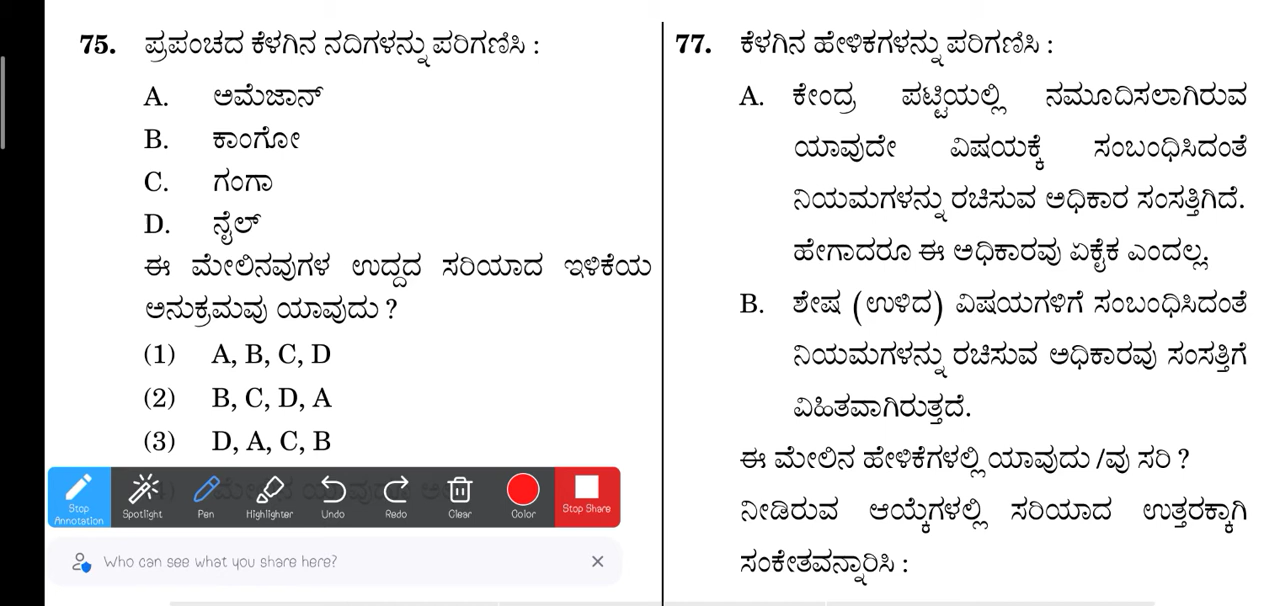 75. ಪ್ರಪಂಚದ ಕೆಳಗಿನ ನದಿಗಳನ್ನು ಪರಿಗಣಿಸಿ :
A. ಅಮೆಜಾನ್
B. ಕಾಂಗೋ
C. ಗಂಗಾ
D. ನೈಲ್
ಈ ಮೇಲಿನವುಗಳ ಉದ್ದದ ಸರಿಯಾದ ಇಳಿಕೆಯ
ಅನುಕ್ರಮವು ಯಾವುದು ?
(1) A, B, C, D
(2) B, C, D, A
(3) D, A, C, B
Stop Annotation
Spotlight
Pen
Highlighter
Undo
Redo
Clear
Color
Stop Share
Who can see what you share here?
77. ಕೆಳಗಿನ ಹೇಳಿಕಗಳನ್ನು ಪರಿಗಣಿಸಿ :
A. ಕೇಂದ್ರ ಪಟ್ಟಿಯಲ್ಲಿ ನಮೂದಿಸಲಾಗಿರುವ
ಯಾವುದೇ ವಿಷಯಕ್ಕೆ ಸಂಬಂಧಿಸಿದಂತೆ
ನಿಯಮಗಳನ್ನು ರಚಿಸುವ ಅಧಿಕಾರ ಸಂಸತ್ತಿಗಿದೆ.
ಹೇಗಾದರೂ ಈ ಅಧಿಕಾರವು ಏಕೈಕ ಎಂದಲ್ಲ.
B. ಶೇಷ (ಉಳಿದ) ವಿಷಯಗಳಿಗೆ ಸಂಬಂಧಿಸಿದಂತೆ
ನಿಯಮಗಳನ್ನು ರಚಿಸುವ ಅಧಿಕಾರವು ಸಂಸತ್ತಿಗೆ
ವಿಹಿತವಾಗಿರುತ್ತದೆ.
ಈ ಮೇಲಿನ ಹೇಳಿಕೆಗಳಲ್ಲಿ ಯಾವುದು /ವು ಸರಿ ?
ನೀಡಿರುವ ಆಯ್ಕೆಗಳಲ್ಲಿ ಸರಿಯಾದ ಉತ್ತರಕ್ಕಾಗಿ
ಸಂಕೇತವನ್ನಾರಿಸಿ :